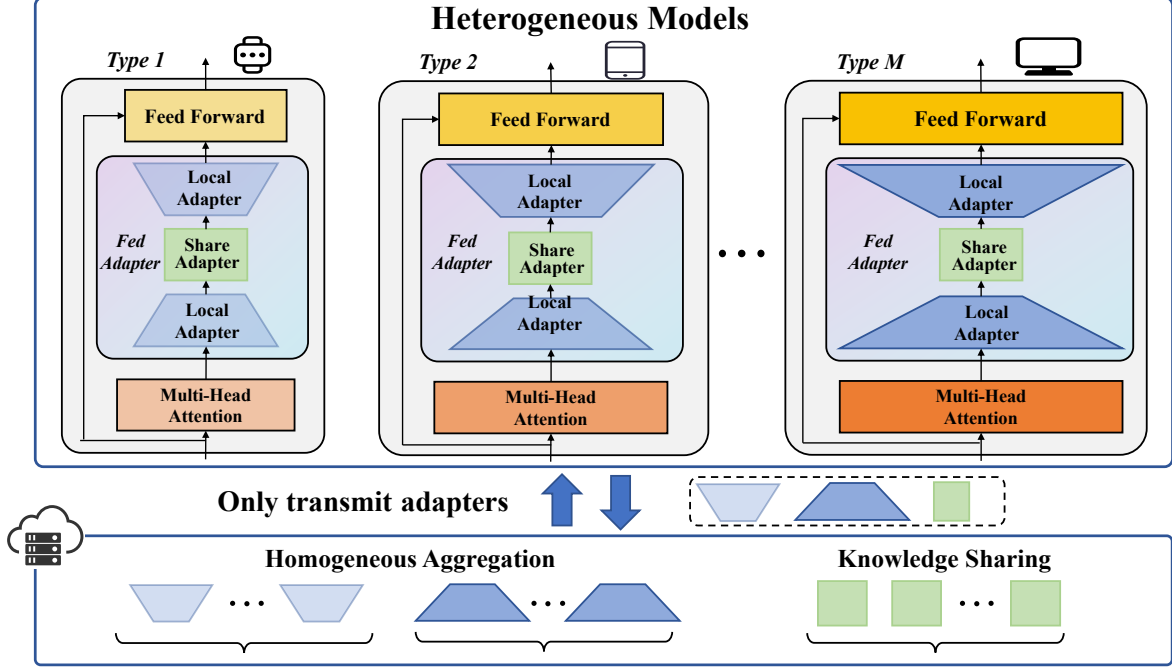 Heterogeneous Models
Type 1
Feed Forward
Local
Adapter
Fed
Adapter
Share
Adapter
Local
Adapter
Multi-Head
Attention
Type 2
Feed Forward
Local
Adapter
Fed
Adapter
Share
Adapter
Local
Adapter
Multi-Head
Attention
...
Type M
Feed Forward
Local
Adapter
Fed
Adapter
Share
Adapter
Local
Adapter
Multi-Head
Attention
Only transmit adapters
Homogeneous Aggregation
...
...
Knowledge Sharing
...